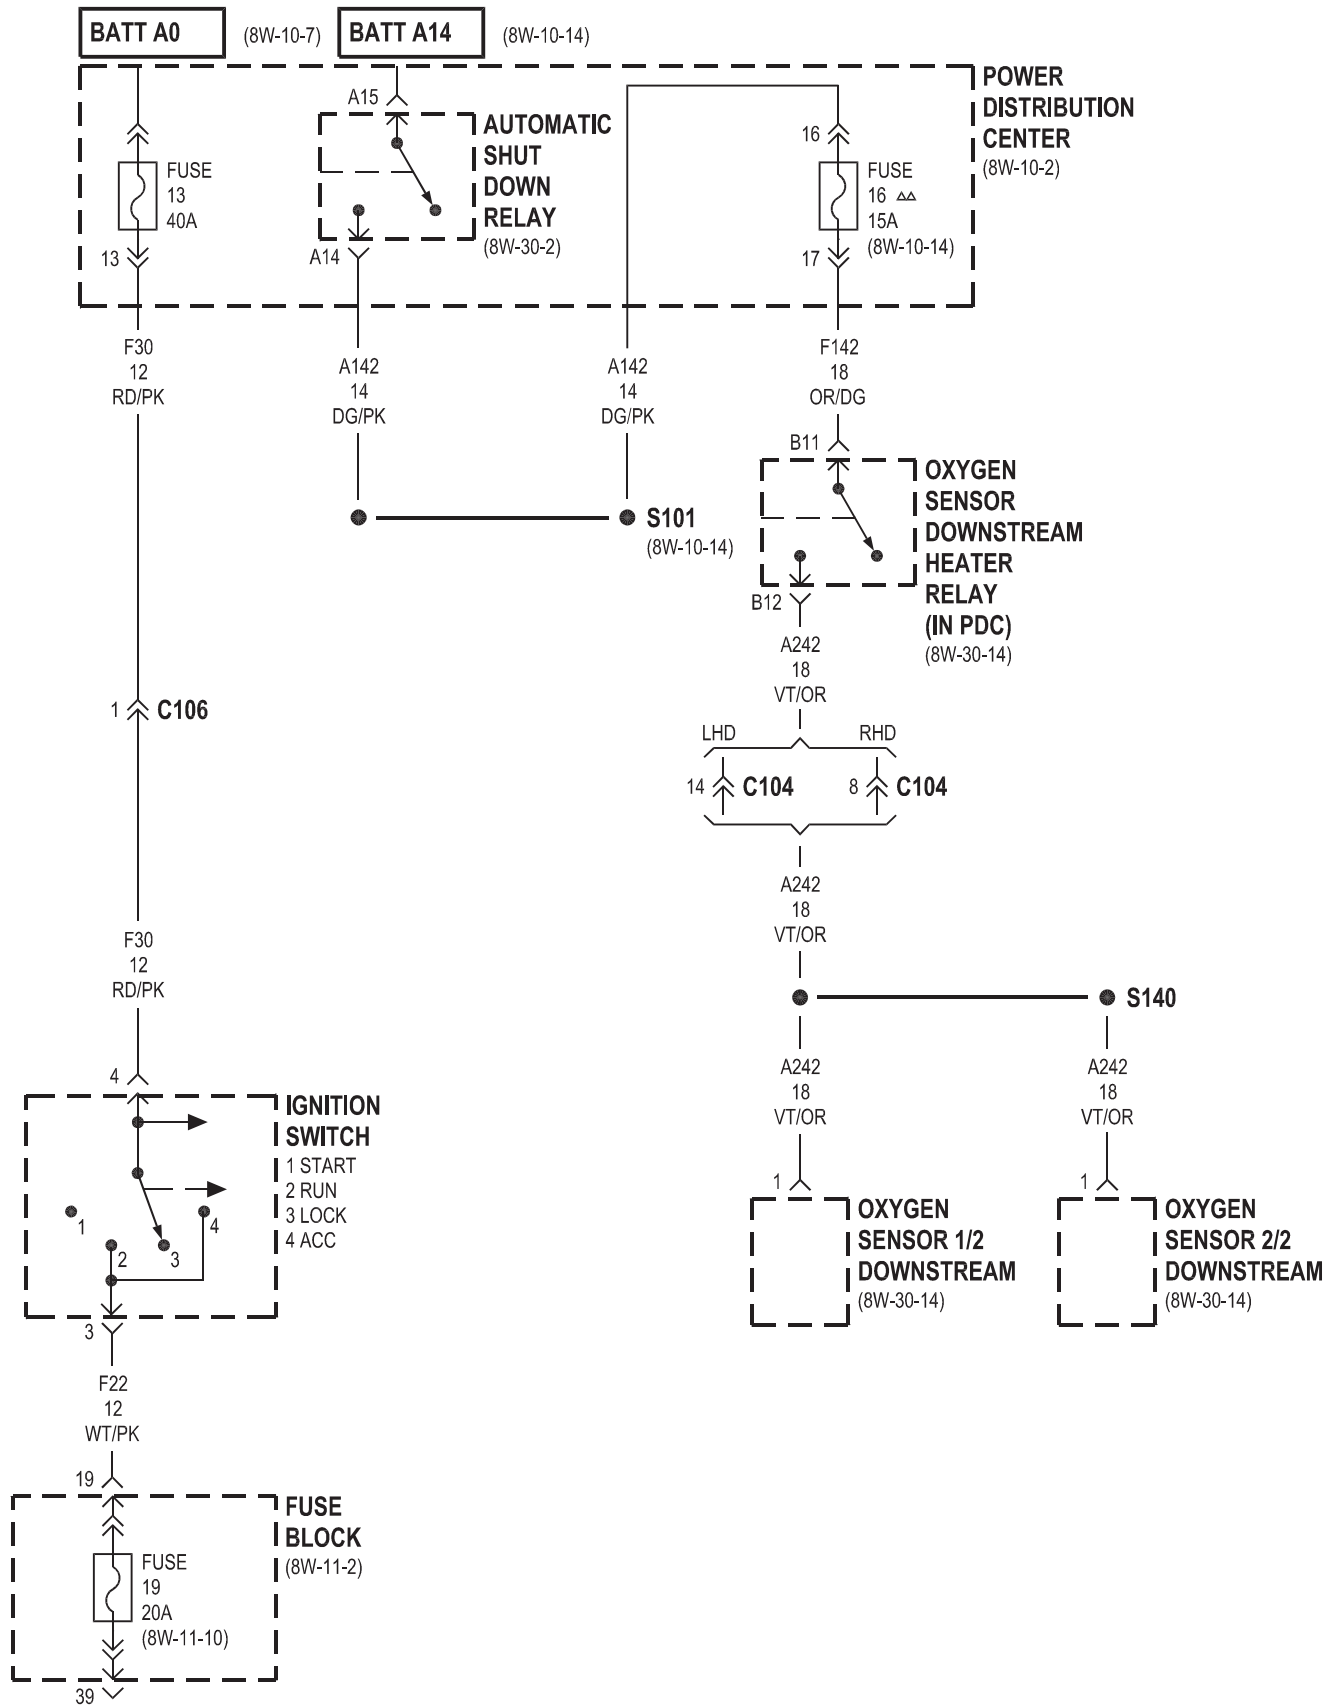 BATT A0
(8W-10-7)
BATT A14
(8W-10-14)
POWER
DISTRIBUTION
CENTER
(8W-10-2)
A15
AUTOMATIC
SHUT
DOWN
RELAY
(8W-30-2)
A14
FUSE
13
40A
13
16
FUSE
16 △△
15A
(8W-10-14)
17
F30
12
RD/PK
A142
14
DG/PK
A142
14
DG/PK
F142
18
OR/DG
S101
(8W-10-14)
B11
OXYGEN
SENSOR
DOWNSTREAM
HEATER
RELAY
(IN PDC)
(8W-30-14)
B12
A242
18
VT/OR
1
C106
LHD
RHD
14
C104
8
C104
A242
18
VT/OR
F30
12
RD/PK
S140
A242
18
VT/OR
A242
18
VT/OR
4
IGNITION
SWITCH
1 START
2 RUN
3 LOCK
4 ACC
1
2
3
4
3
1
OXYGEN
SENSOR 1/2
DOWNSTREAM
(8W-30-14)
1
OXYGEN
SENSOR 2/2
DOWNSTREAM
(8W-30-14)
F22
12
WT/PK
19
FUSE
BLOCK
(8W-11-2)
FUSE
19
20A
(8W-11-10)
39